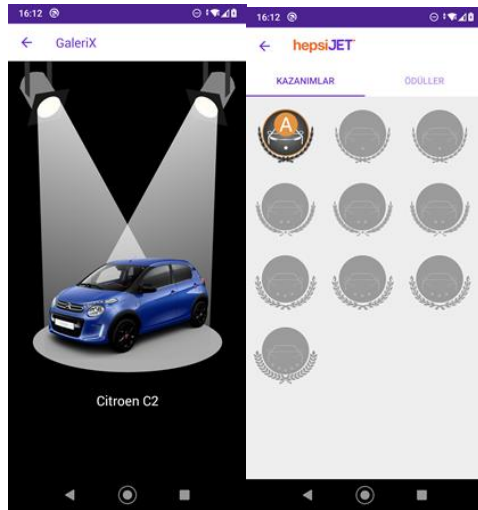 16:12
GaleriX
Citroen C2
16:12
hepsiJET
KAZANIMLAR
ÖDÜLLER
A